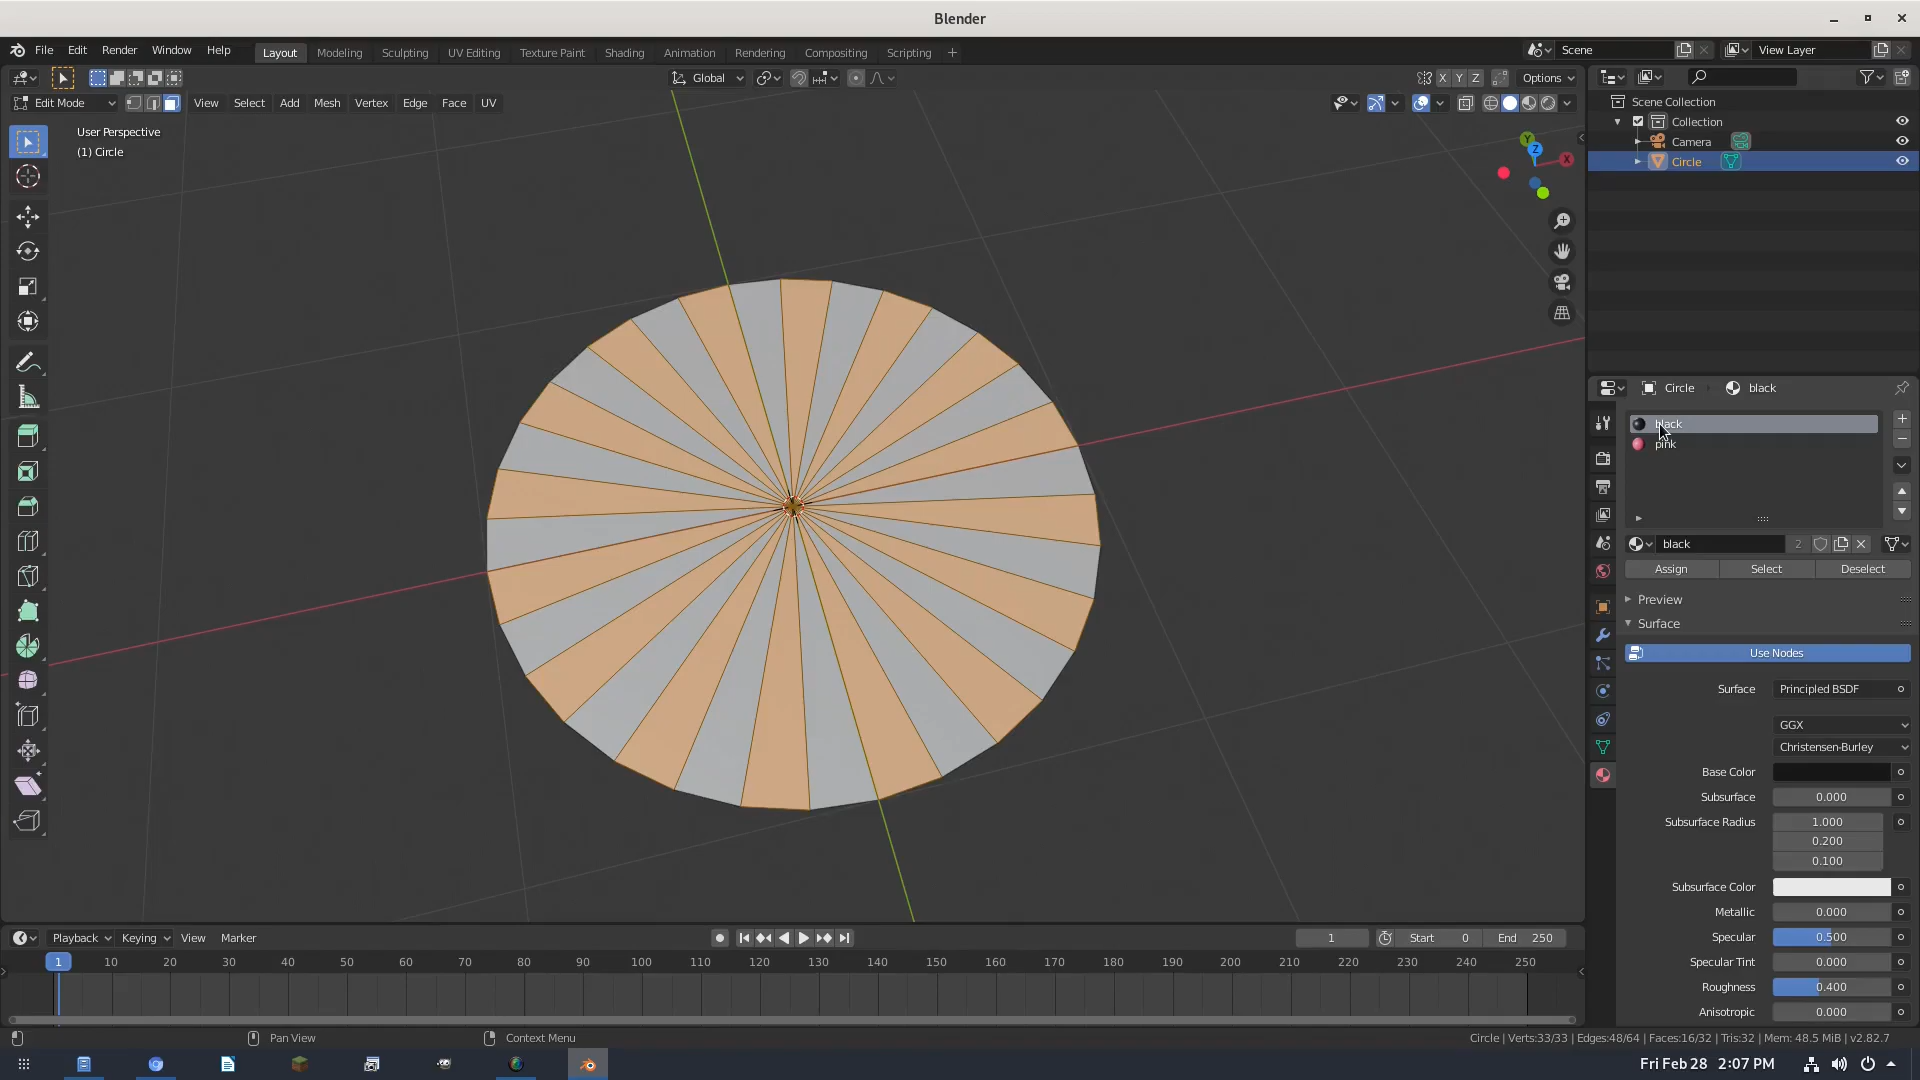 Blender
File Edit Render Window Help
Layout Modeling Sculpting UV Editing Texture Paint Shading Animation Rendering Compositing Scripting +
Scene
View Layer
Global
X Y Z
Options
Edit Mode
View Select Add Mesh Vertex Edge Face UV
User Perspective
(1) Circle
Y
Z
X
Scene Collection
Collection
Camera
Circle
Circle black
black
pink
black 2
Assign Select Deselect
Preview
Surface
Use Nodes
Surface Principled BSDF
GGX
Christensen-Burley
Base Color
Subsurface 0.000
Subsurface Radius 1.000
0.200
0.100
Subsurface Color
Metallic 0.000
Specular 0.500
Specular Tint 0.000
Roughness 0.400
Anisotropic 0.000
Playback Keying View Marker
1 Start 0 End 250
1 10 20 30 40 50 60 70 80 90 100 110 120 130 140 150 160 170 180 190 200 210 220 230 240 250
Pan View
Context Menu
Circle | Verts:33/33 | Edges:48/64 | Faces:16/32 | Tris:32 | Mem: 48.5 MiB | v2.82.7
Fri Feb 28 2:07 PM